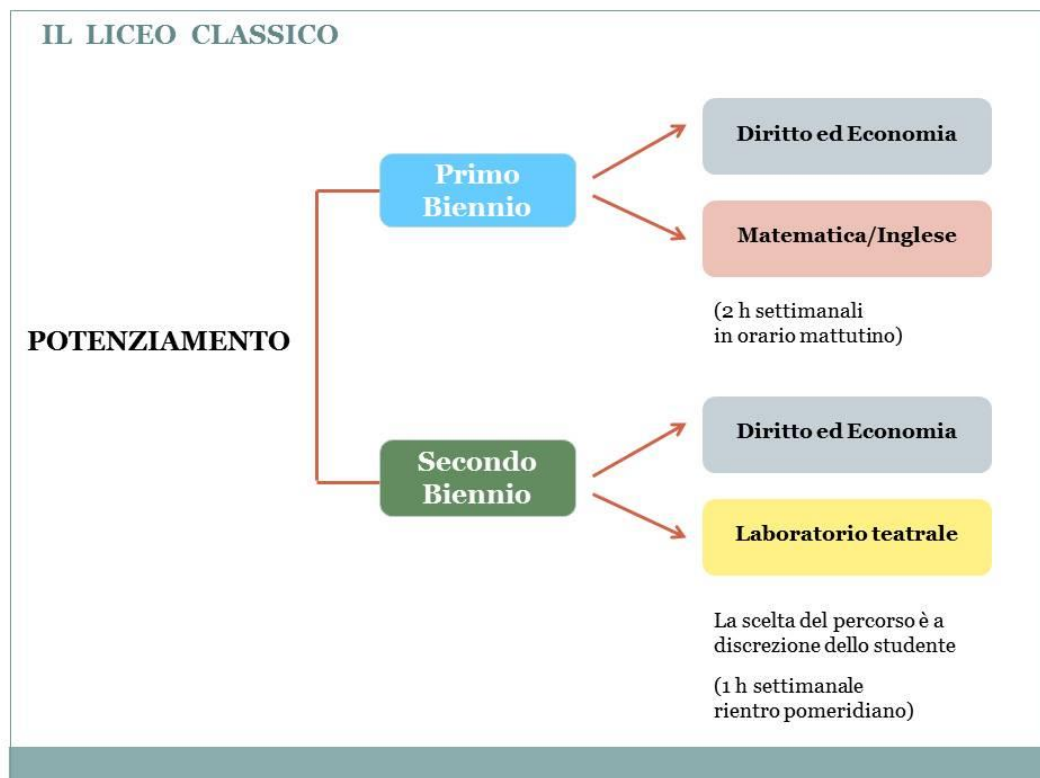 IL LICEO CLASSICO
Diritto ed Economia
Primo
Biennio
Matematica/Inglese
(2 h settimanali
in orario mattutino)
POTENZIAMENTO
Diritto ed Economia
Secondo
Biennio
Laboratorio teatrale
La scelta del percorso è a
discrezione dello studente
(1 h settimanale
rientro pomeridiano)